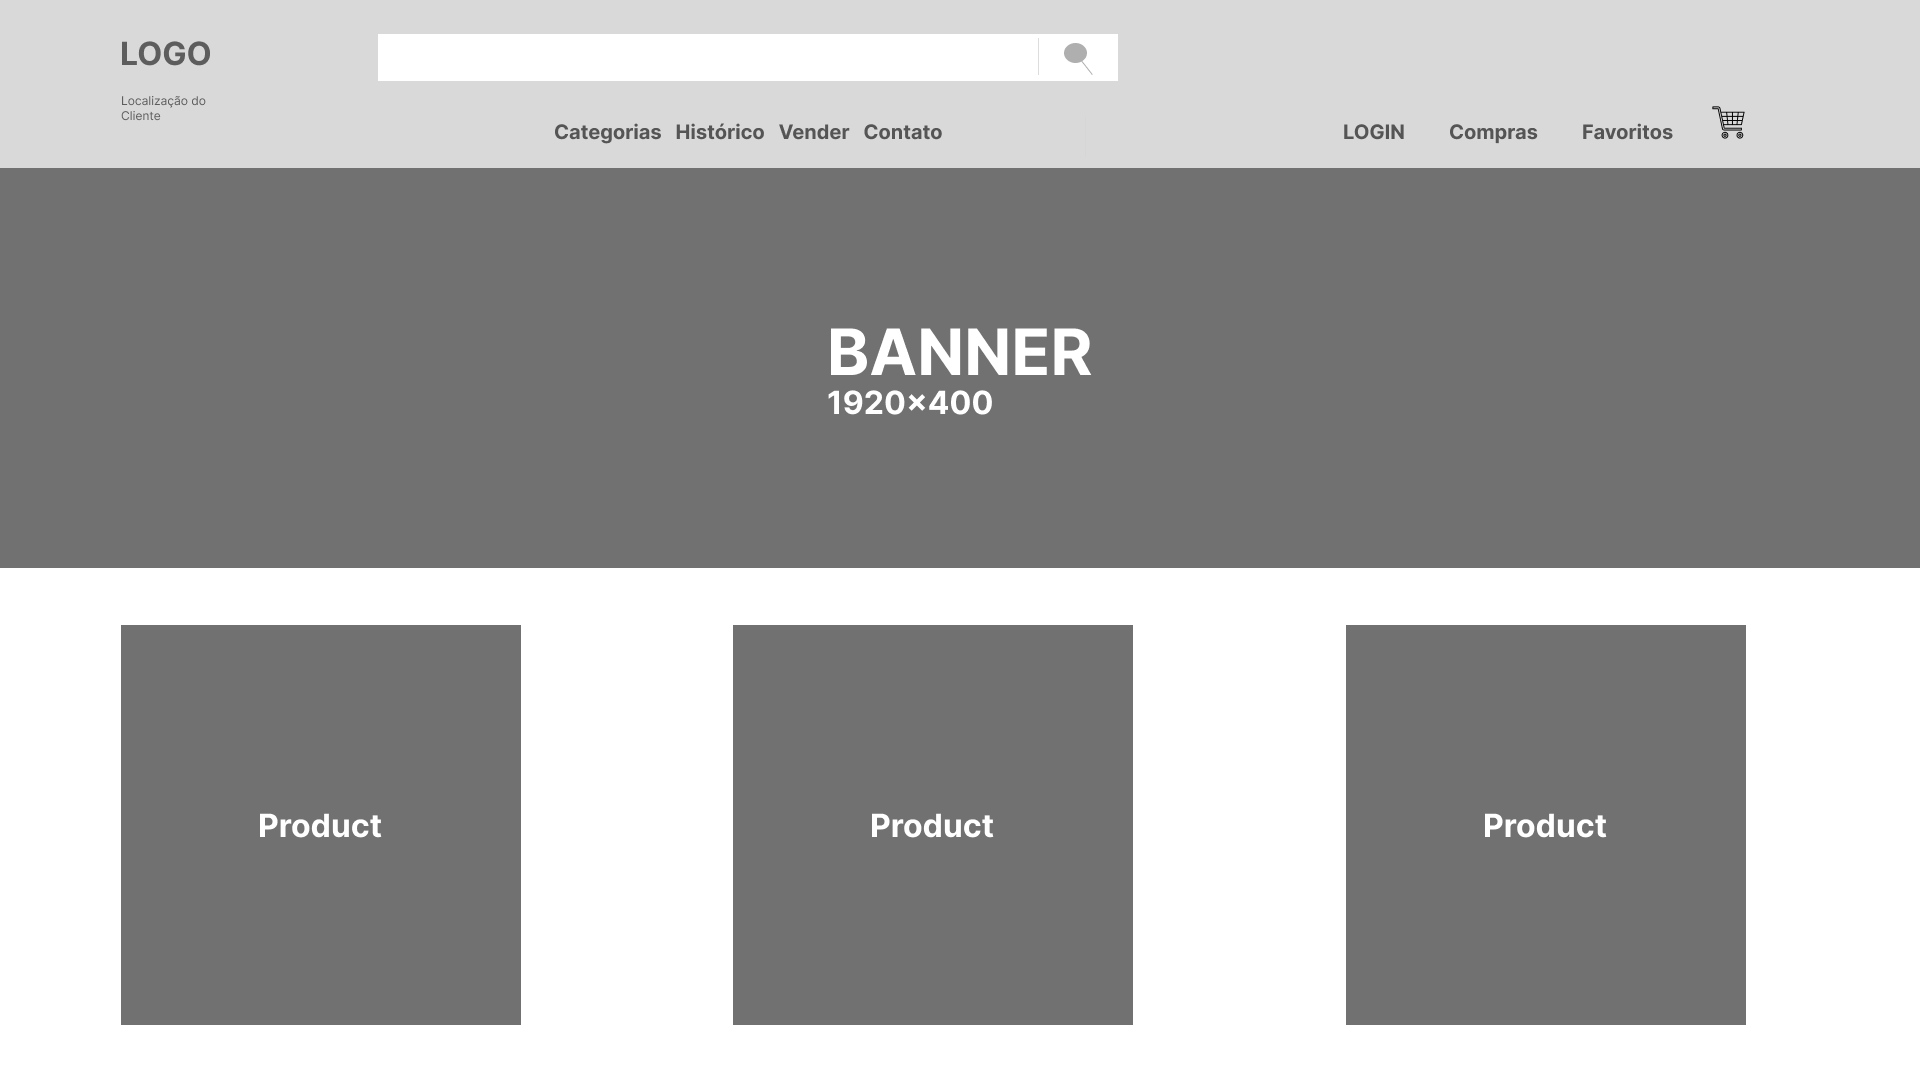 LOGO
Localização do
Cliente
Categorias Histórico Vender Contato
LOGIN Compras Favoritos
BANNER
1920×400
Product
Product
Product